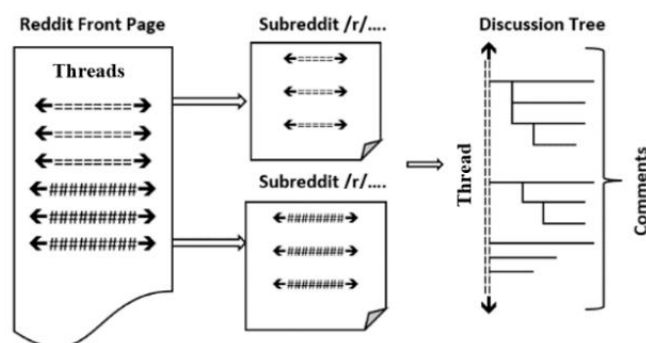 Reddit Front Page
Threads
========
========
========
#########
#########
#########
Subreddit /r/....
=====
=====
=====
Subreddit /r/....
########
########
########
Discussion Tree
Thread
Comments